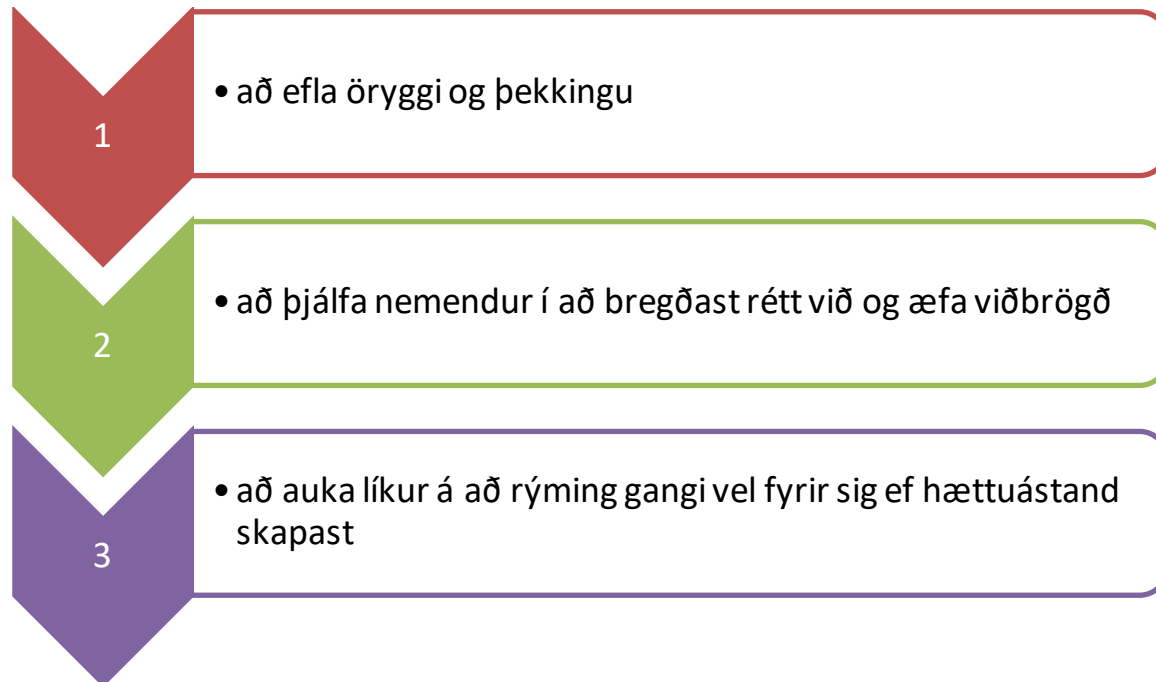 1
• að efla öryggi og þekkingu
2
• að þjálfa nemendur í að bregðast rétt við og æfa viðbrögð
3
• að auka líkur á að rýming gangi vel fyrir sig ef hættuástand
skapast